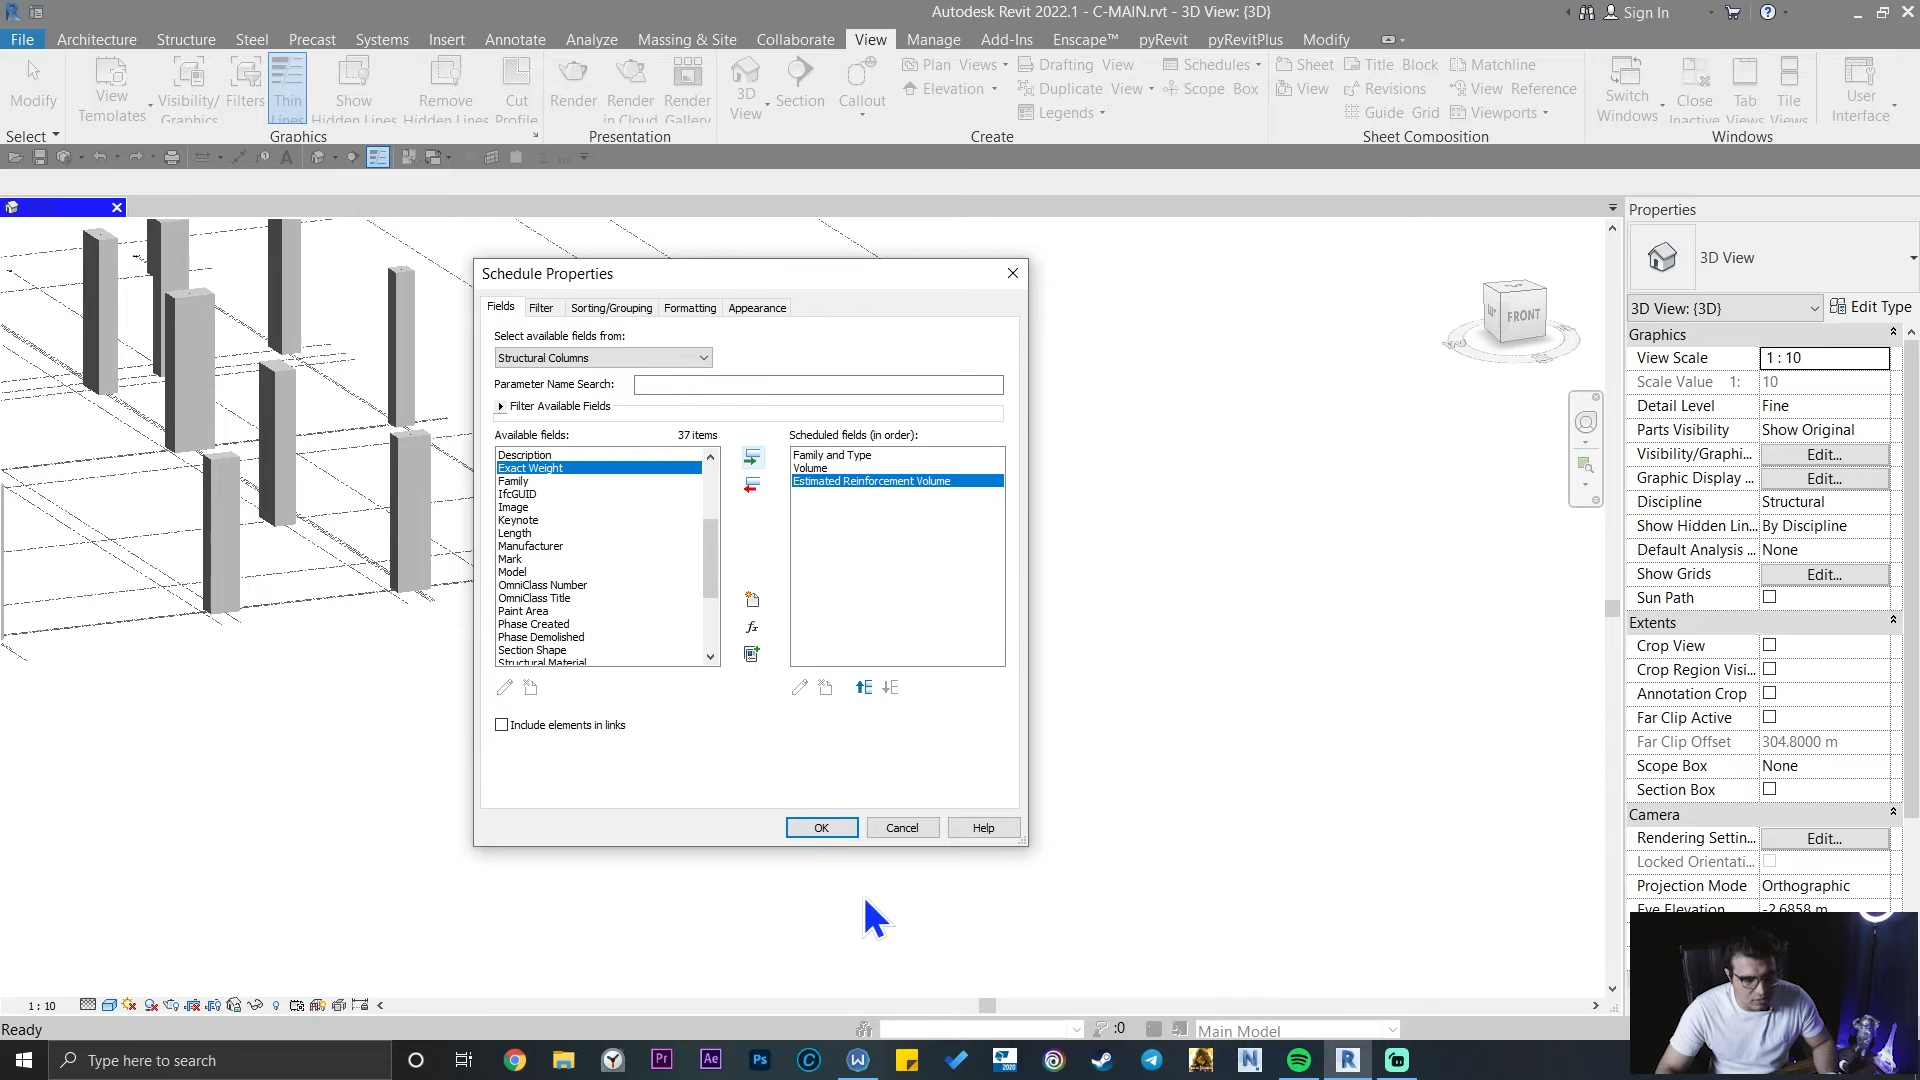 Autodesk Revit 2022.1 - C-MAIN.rvt - 3D View: {3D}
Sign In
File Architecture Structure Steel Precast Systems Insert Annotate Analyze Massing & Site Collaborate View Manage Add-Ins Enscape™ pyRevit pyRevitPlus Modify
Modify
View
Templates
Visibility/
Graphics
Filters
Thin
Lines
Show
Hidden Lines
Remove
Hidden Lines
Cut
Profile
Render
Render
in Cloud
Render
Gallery
3D
View
Section
Callout
Plan Views
Elevation
Drafting View
Duplicate View
Legends
Schedules
Scope Box
Sheet
View
Title Block
Revisions
Guide Grid
Matchline
View Reference
Viewports
Switch
Windows
Close
Inactive
Tab
Views
Tile
Views
User
Interface
Select
Graphics
Presentation
Create
Sheet Composition
Windows
Schedule Properties
Fields Filter Sorting/Grouping Formatting Appearance
Select available fields from:
Structural Columns
Parameter Name Search:
Filter Available Fields
Available fields: 37 items
Description
Exact Weight
Family
IfcGUID
Image
Keynote
Length
Manufacturer
Mark
Model
OmniClass Number
OmniClass Title
Paint Area
Phase Created
Phase Demolished
Section Shape
Structural Material
Scheduled fields (in order):
Family and Type
Volume
Estimated Reinforcement Volume
fx
Include elements in links
OK Cancel Help
FRONT
Properties
3D View
3D View: {3D} Edit Type
Graphics
View Scale 1 : 10
Scale Value 1: 10
Detail Level Fine
Parts Visibility Show Original
Visibility/Graphi... Edit...
Graphic Display ... Edit...
Discipline Structural
Show Hidden Lin... By Discipline
Default Analysis ... None
Show Grids Edit...
Sun Path
Extents
Crop View
Crop Region Visi...
Annotation Crop
Far Clip Active
Far Clip Offset 304.8000 m
Scope Box None
Section Box
Camera
Rendering Settin... Edit...
Locked Orientati...
Projection Mode Orthographic
Eye Elevation -2.6858 m
1 : 10
Ready
:0
Main Model
Type here to search
Pr
Ae
Ps
2020
N
R